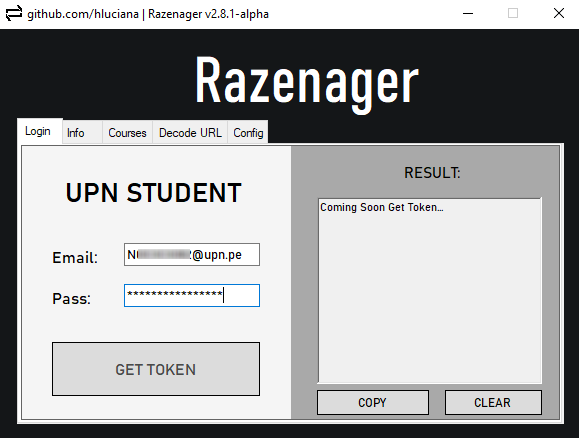 github.com/hluciana | Razenager v2.8.1-alpha
Razenager
Login Info Courses Decode URL Config
UPN STUDENT
Email: @upn.pe
Pass: ****************
GET TOKEN
RESULT:
Coming Soon Get Token...
COPY CLEAR